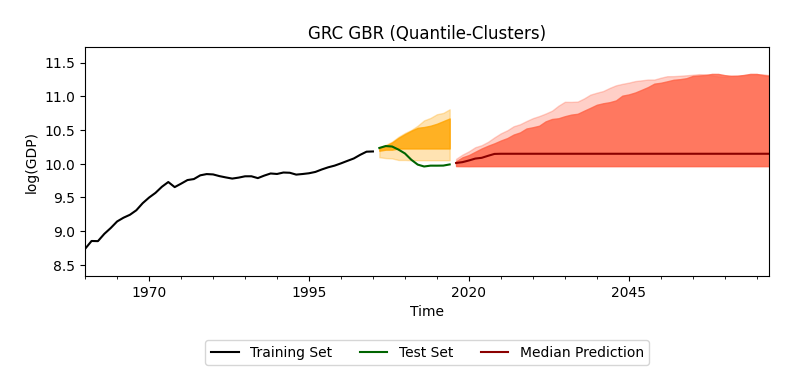 GRC GBR (Quantile-Clusters)
11.5
11.0
10.5
10.0
9.5
9.0
8.5
log(GDP)
1970 1995 2020 2045
Time
Training Set Test Set Median Prediction